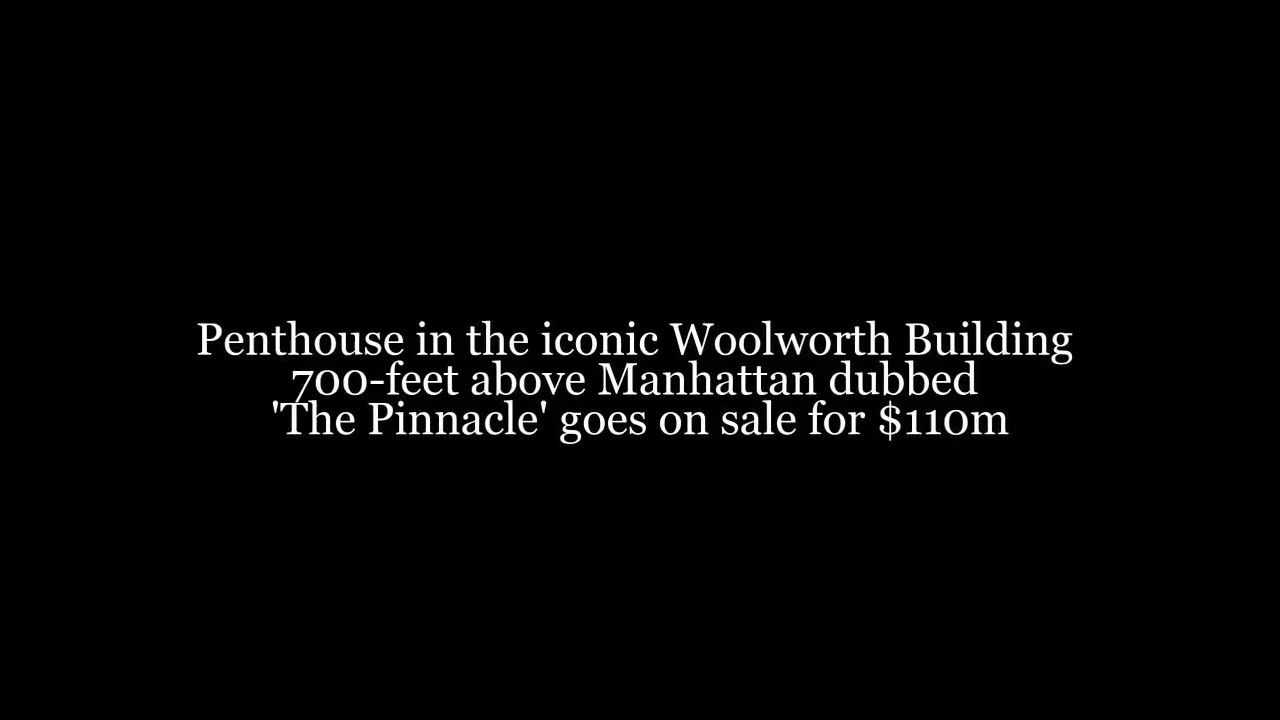 Penthouse in the iconic Woolworth Building
700-feet above Manhattan dubbed
'The Pinnacle' goes on sale for $110m